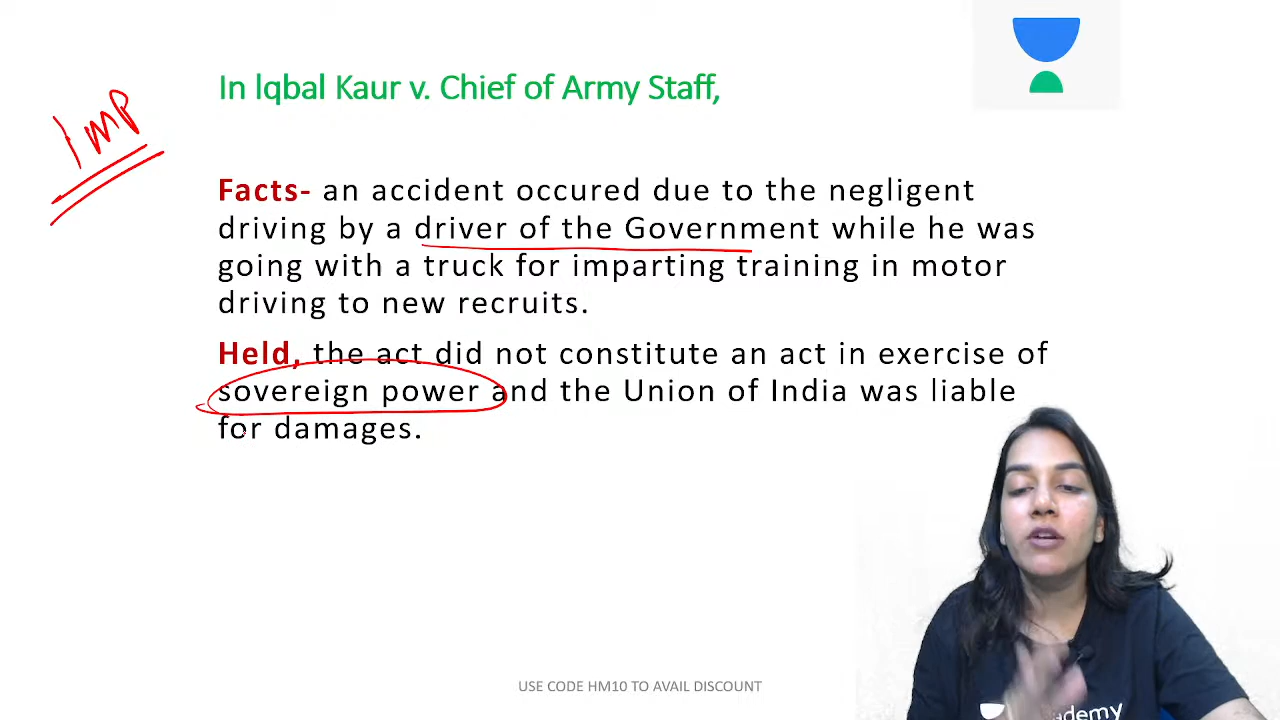 In lqbal Kaur v. Chief of Army Staff,
Imp
Facts- an accident occured due to the negligent
driving by a driver of the Government while he was
going with a truck for imparting training in motor
driving to new recruits.
Held, the act did not constitute an act in exercise of
sovereign power and the Union of India was liable
for damages.
USE CODE HM10 TO AVAIL DISCOUNT